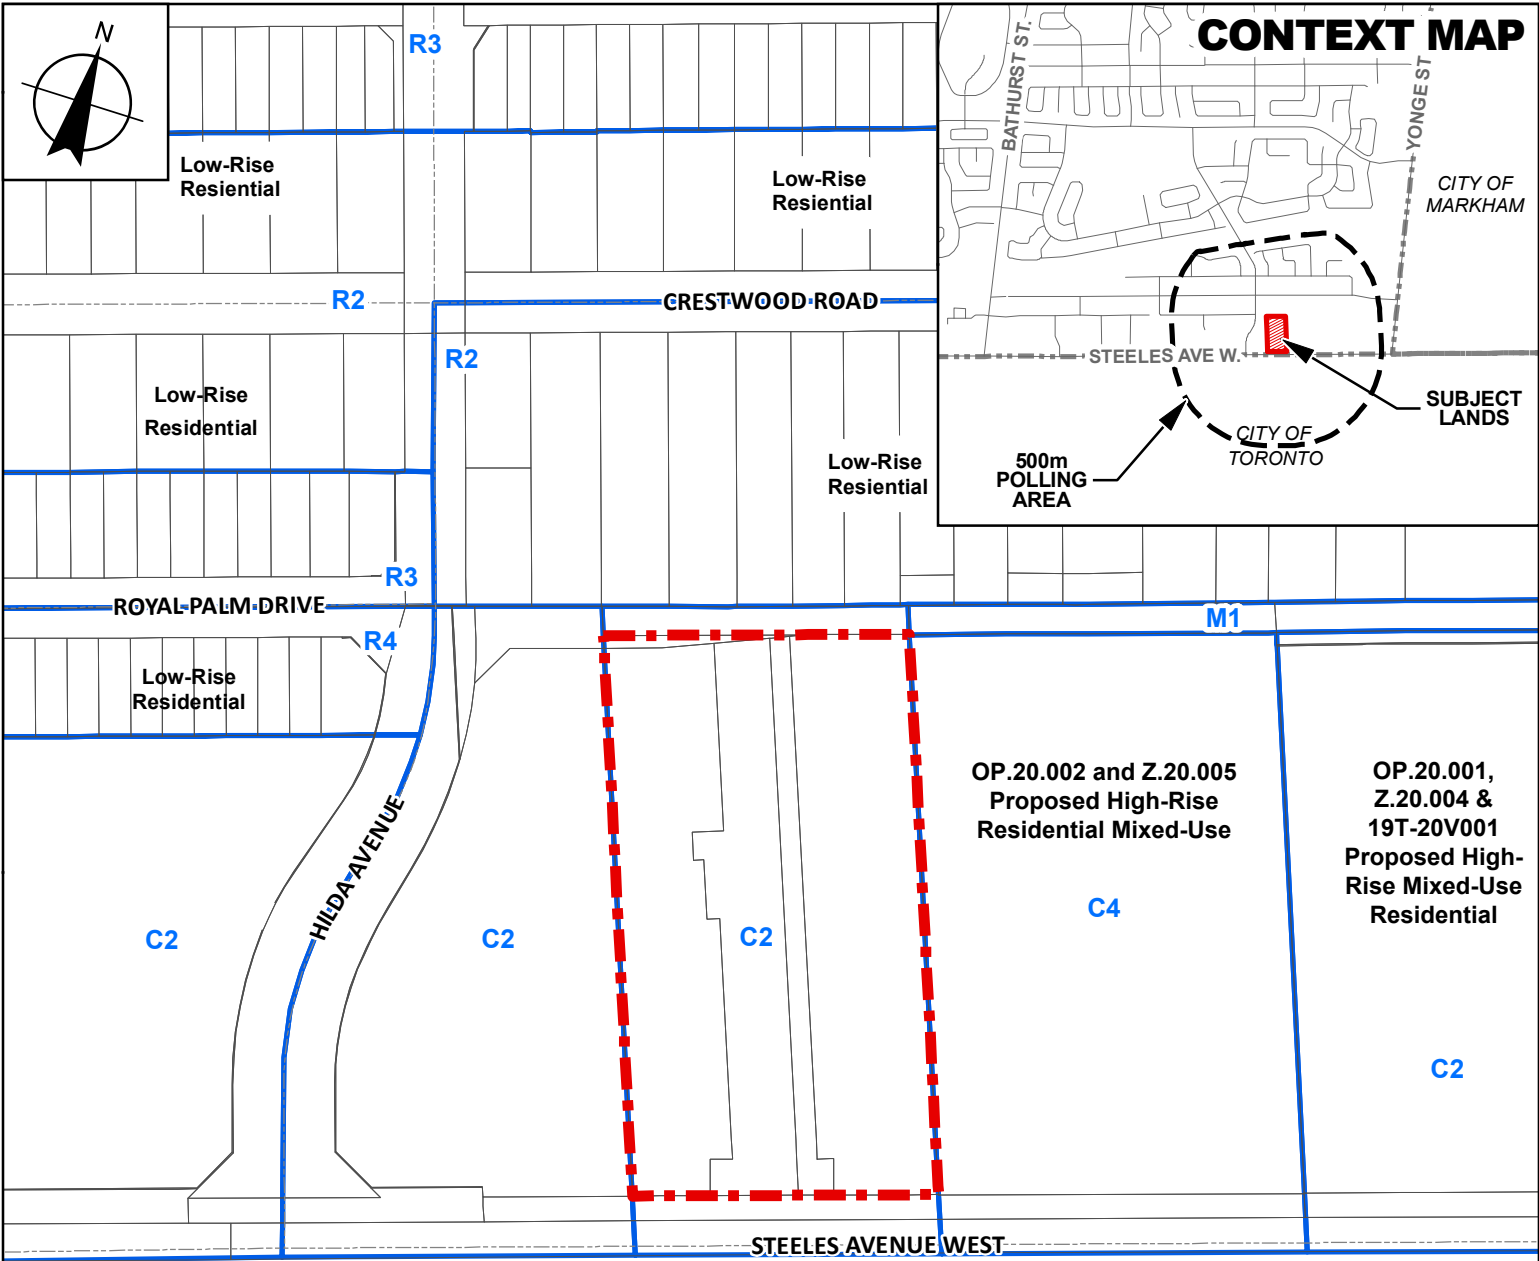 N
R3
Low-Rise
Resiential
Low-Rise
Resiential
R2
CRESTWOOD ROAD
R2
Low-Rise
Residential
Low-Rise
Resiential
R3
ROYAL PALM DRIVE
R4
M1
Low-Rise
Residential
HILDA AVENUE
OP.20.002 and Z.20.005
Proposed High-Rise
Residential Mixed-Use
OP.20.001,
Z.20.004 &
19T-20V001
Proposed High-
Rise Mixed-Use
Residential
C2
C2
C2
C4
C2
STEELES AVENUE WEST
CONTEXT MAP
BATHURST ST.
YONGE ST
CITY OF
MARKHAM
STEELES AVE W.
SUBJECT
LANDS
CITY OF
TORONTO
500m
POLLING
AREA